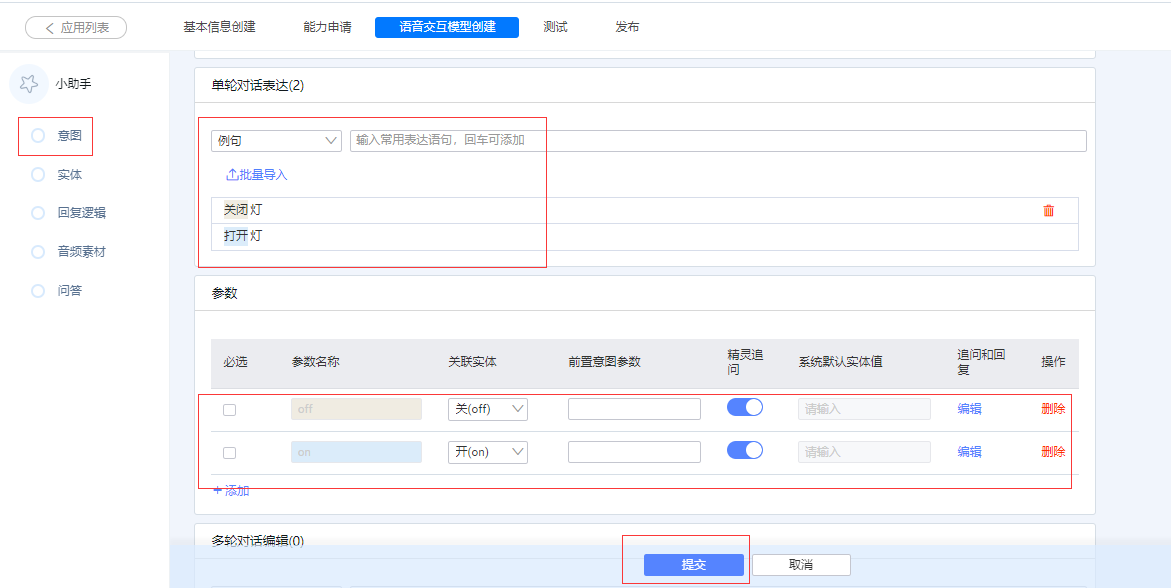 应用列表
基本信息创建 能力申请 语音交互模型创建 测试 发布
小助手
意图
实体
回复逻辑
音频素材
问答
单轮对话表达(2)
例句 输入常用表达语句，回车可添加
批量导入
关闭 灯
打开 灯
参数
必选 参数名称 关联实体 前置意图参数 精灵追问 系统默认实体值 追问和回复 操作
off 关(off) 请输入 编辑 删除
on 开(on) 请输入 编辑 删除
+ 添加
多轮对话编辑(0)
提交 取消